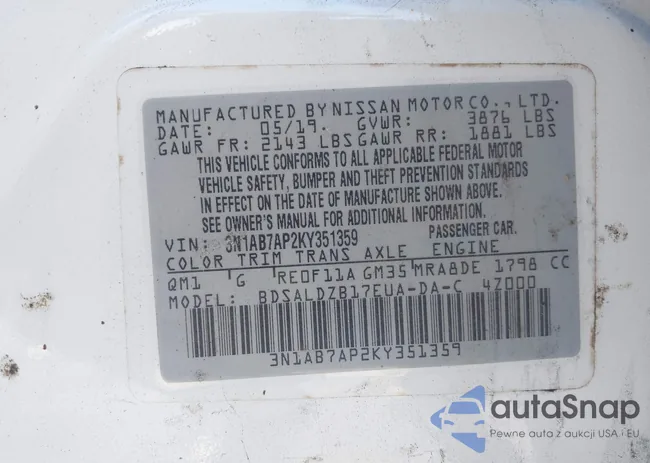 MANUFACTURED BY NISSAN MOTOR CO., LTD.
DATE: 05/19. GVWR: 3876 LBS
GAWR FR: 2143 LBS GAWR RR: 1881 LBS
THIS VEHICLE CONFORMS TO ALL APPLICABLE FEDERAL MOTOR
VEHICLE SAFETY, BUMPER AND THEFT PREVENTION STANDARDS
IN EFFECT ON THE DATE OF MANUFACTURE SHOWN ABOVE.
SEE OWNER'S MANUAL FOR ADDITIONAL INFORMATION.
VIN: 3N1AB7AP2KY351359 PASSENGER CAR.
COLOR TRIM TRANS AXLE ENGINE
QM1 G RE0F11A GM35 MRA8DE 1798 CC
MODEL: BDSALDZB17EUA-DA-C 4Z000
3N1AB7AP2KY351359
autaSnap
Pewne auta z aukcji USA i EU